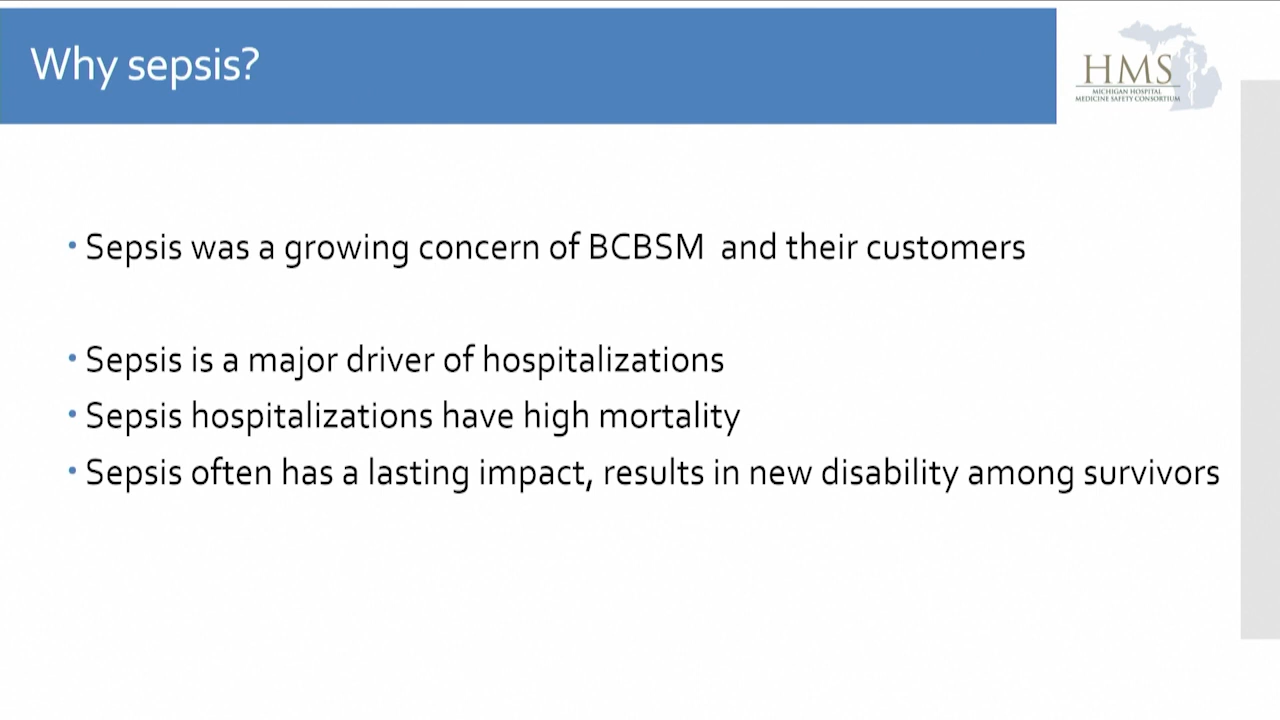 Why sepsis?
HMS
MICHIGAN HOSPITAL
MEDICINE SAFETY CONSORTIUM
• Sepsis was a growing concern of BCBSM  and their customers
• Sepsis is a major driver of hospitalizations
• Sepsis hospitalizations have high mortality
• Sepsis often has a lasting impact, results in new disability among survivors